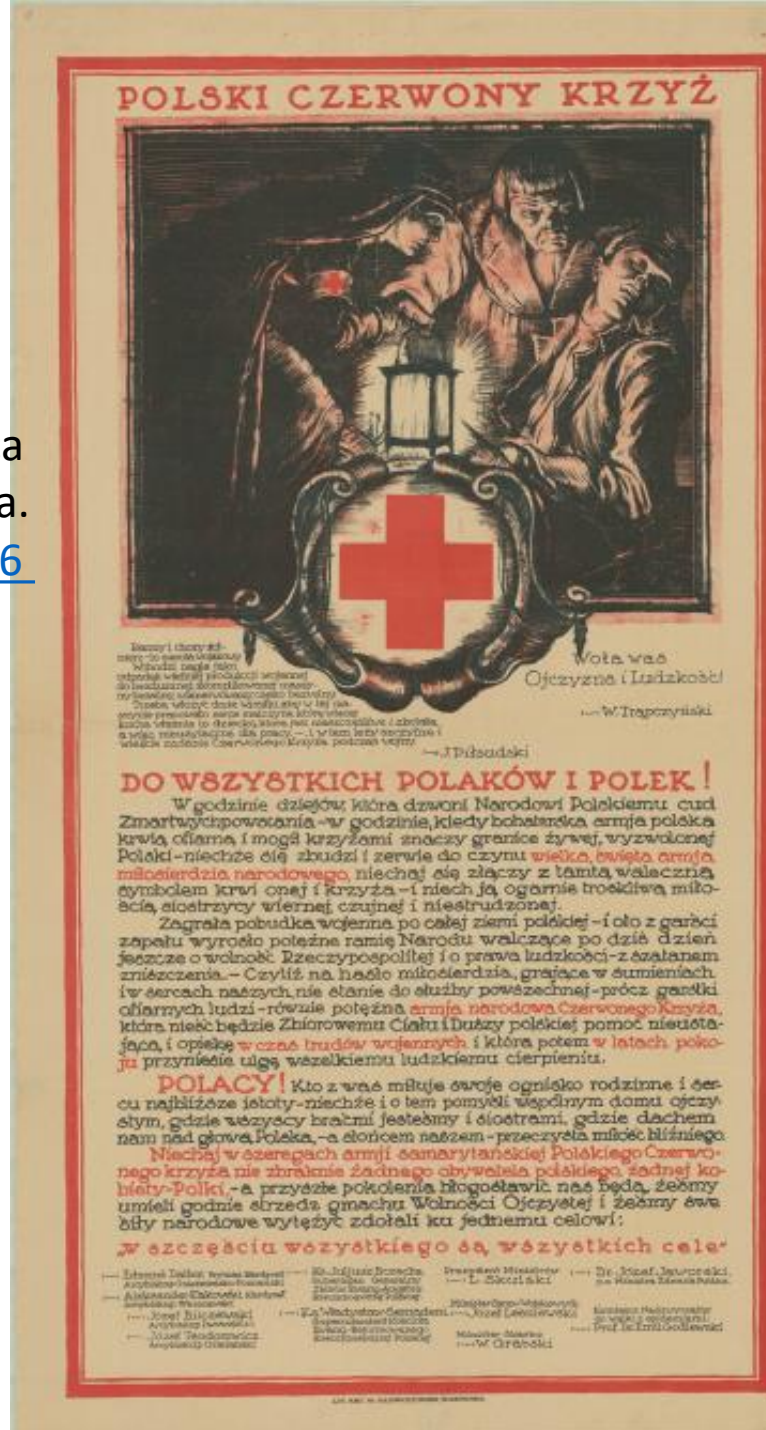 a
a.
6
POLSKI CZERWONY KRZYŻ
Woła was
Ojczyzna i Ludzkość!
W. Trąpczyński
J Piłsudski
DO WSZYSTKICH POLAKÓW I POLEK!
W godzinie dziejów, która dzwoni Narodowi Polskiemu cud
Zmartwychpowstania – w godzinie, kiedy bohaterska armja polska
krwią ofiarną i mogił krzyżami znaczy granice żywej, wyzwolonej
Polski – niechże się zbudzi i zerwie do czynu wielka, święta armja
miłosierdzia narodowego, niechaj się złączy z tamtą waleczną
symbolem krwi onej i krzyża – i niech ją ogarnie troskliwą miło-
ścią siostrzycy wiernej, czujnej i niestrudzonej.
Zagrała pobudka wojenna po całej ziemi polskiej – i oto z garści
zapału wyrosło potężne ramię Narodu walczące po dziś dzień
jeszcze o wolność Rzeczypospolitej i o prawa ludzkości – z szatanem
zniszczenia. – Czyliż na hasło miłosierdzia, grające w sumieniach
i w sercach naszych, nie stanie do służby powszechnej – prócz garstki
ofiarnych ludzi – równie potężna armja narodowa Czerwonego Krzyża,
która nieść będzie Zbiorowemu Ciału i Duszy polskiej pomoc nieusta-
jącą i opiekę w czas trudów wojennych i która potem w latach poko-
ju przyniesie ulgę wszelkiemu ludzkiemu cierpieniu.
POLACY! Kto z was miłuje swoje ognisko rodzinne i ser-
cu najbliższe istoty – niechże i o tem pomyśli wspólnym domu ojczy-
stym, gdzie wszyscy braćmi jesteśmy i siostrami, gdzie dachem
nam nad głową Polska, – a słońcem naszem – przeczysta miłość bliźniego.
Niechaj w szeregach armji samarytańskiej Polskiego Czerwo-
nego krzyża nie zbraknie żadnego obywatela polskiego, żadnej ko-
biety-Polki, – a przyszłe pokolenia błogosławić nas będą, żeśmy
umieli godnie strzedz gmachu Wolności Ojczystej i żeśmy swe
siły narodowe wytężyć zdołali ku jednemu celowi:
„w szczęściu wszystkiego są wszystkich cele"
Aleksander Kakowski
Józef Bilczewski
Józef Teodorowicz
Prezydent Ministrów
L. Skulski
Józef Leśniewski
W Grabski
Prof. Dr. Emil Godlewski